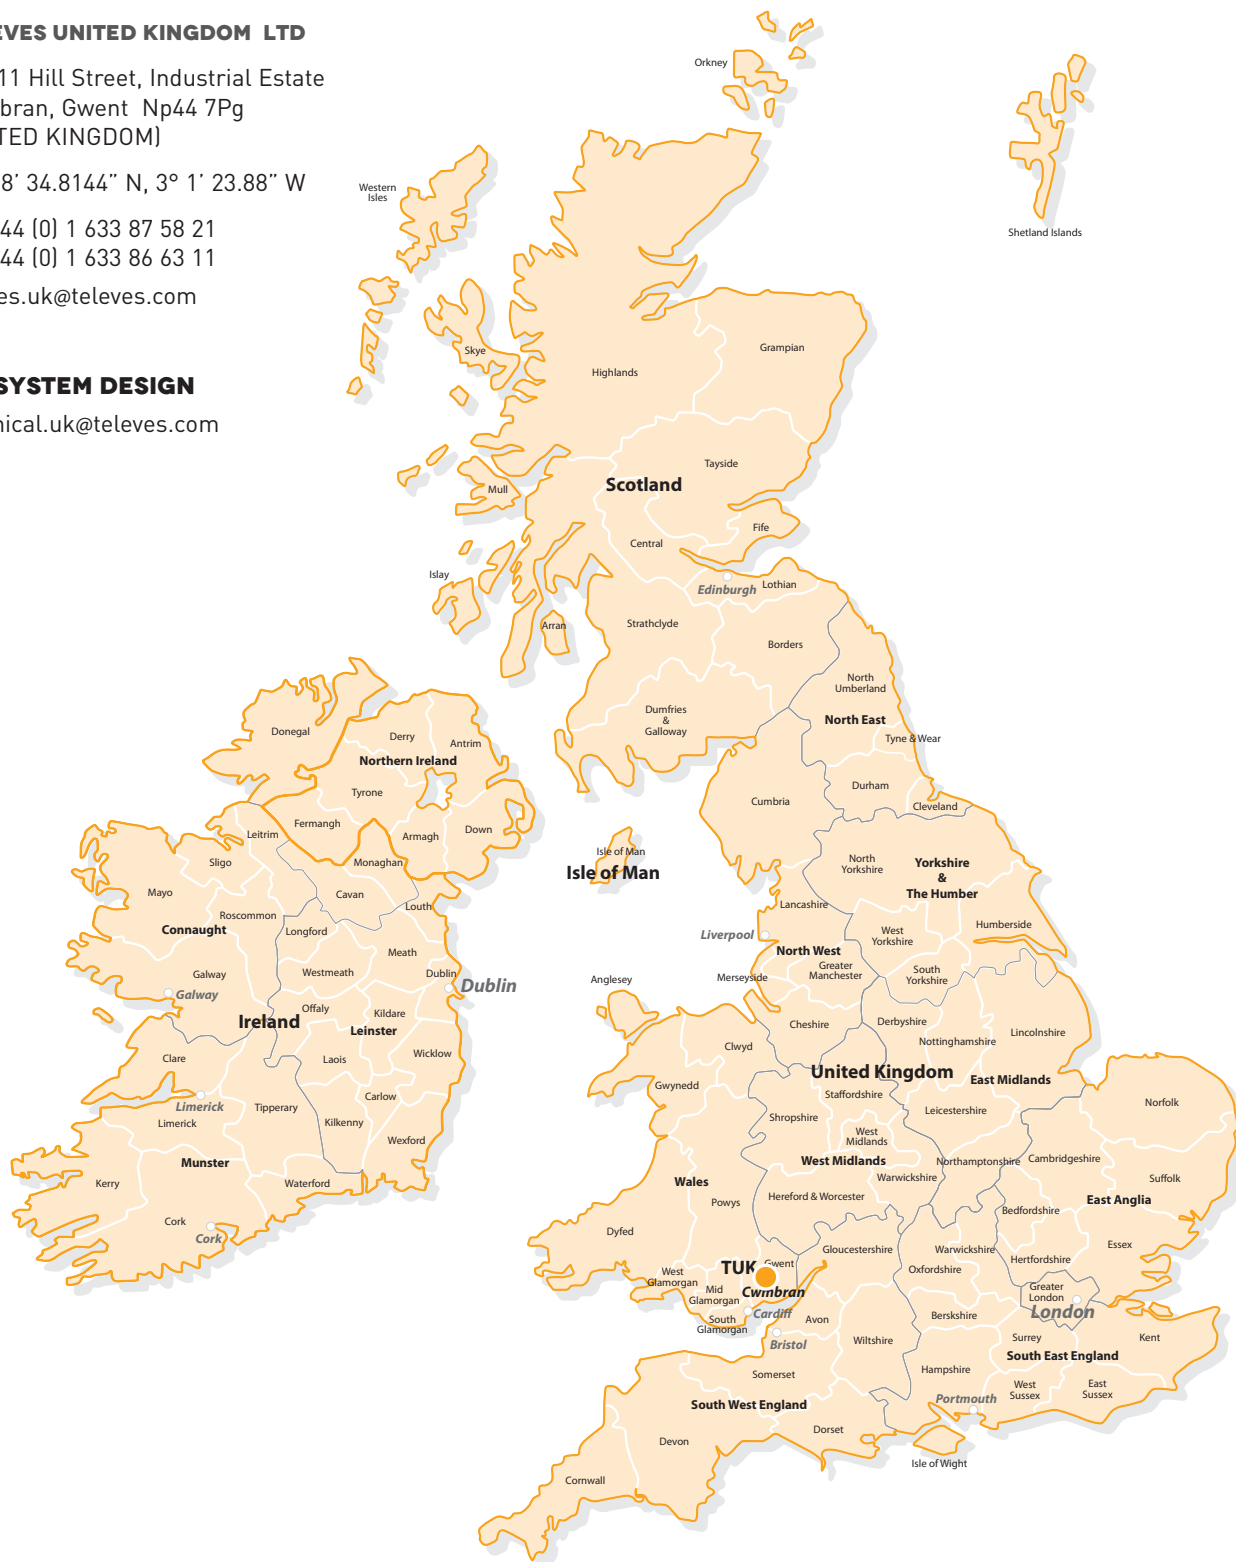 EVES UNITED KINGDOM LTD
11 Hill Street, Industrial Estate
bran, Gwent Np44 7Pg
TED KINGDOM)
8’ 34.8144” N, 3° 1’ 23.88” W
44 (0) 1 633 87 58 21
44 (0) 1 633 86 63 11
es.uk@televes.com
SYSTEM DESIGN
nical.uk@televes.com
Orkney
Shetland Islands
Western
Isles
Skye
Highlands
Grampian
Tayside
Scotland
Mull
Fife
Central
Islay
Edinburgh
Lothian
Arran
Strathclyde
Borders
North
Umberland
Dumfries
&
Galloway
North East
Tyne & Wear
Durham
Cleveland
Cumbria
Donegal
Derry
Antrim
Northern Ireland
Tyrone
Fermangh
Armagh
Down
Leitrim
Monaghan
Sligo
Mayo
Cavan
Louth
Roscommon
Connaught
Longford
Meath
Galway
Westmeath
Dublin
Dublin
Galway
Offaly
Kildare
Ireland
Leinster
Clare
Laois
Wicklow
Carlow
Limerick
Limerick
Tipperary
Kilkenny
Wexford
Munster
Kerry
Waterford
Cork
Cork
Isle of Man
Isle of Man
North
Yorkshire
Yorkshire
&
The Humber
Lancashire
Humberside
Liverpool
West
Yorkshire
North West
Greater
Manchester
South
Yorkshire
Merseyside
Anglesey
Cheshire
Derbyshire
Nottinghamshire
Lincolnshire
Clwyd
United Kingdom
East Midlands
Gwynedd
Staffordshire
Norfolk
Shropshire
Leicestershire
West
Midlands
West Midlands
Northamptonshire
Cambridgeshire
Warwickshire
Suffolk
Wales
Powys
Hereford & Worcester
East Anglia
Bedfordshire
Dyfed
Gloucestershire
Warwickshire
Essex
Hertfordshire
TUK
Gwent
Oxfordshire
West
Glamorgan
Mid
Glamorgan
Cwmbran
Greater
London
London
Cardiff
South
Glamorgan
Avon
Berskshire
Bristol
Wiltshire
Surrey
Kent
South East England
Somerset
Hampshire
West
Sussex
East
Sussex
Portmouth
South West England
Dorset
Devon
Isle of Wight
Cornwall